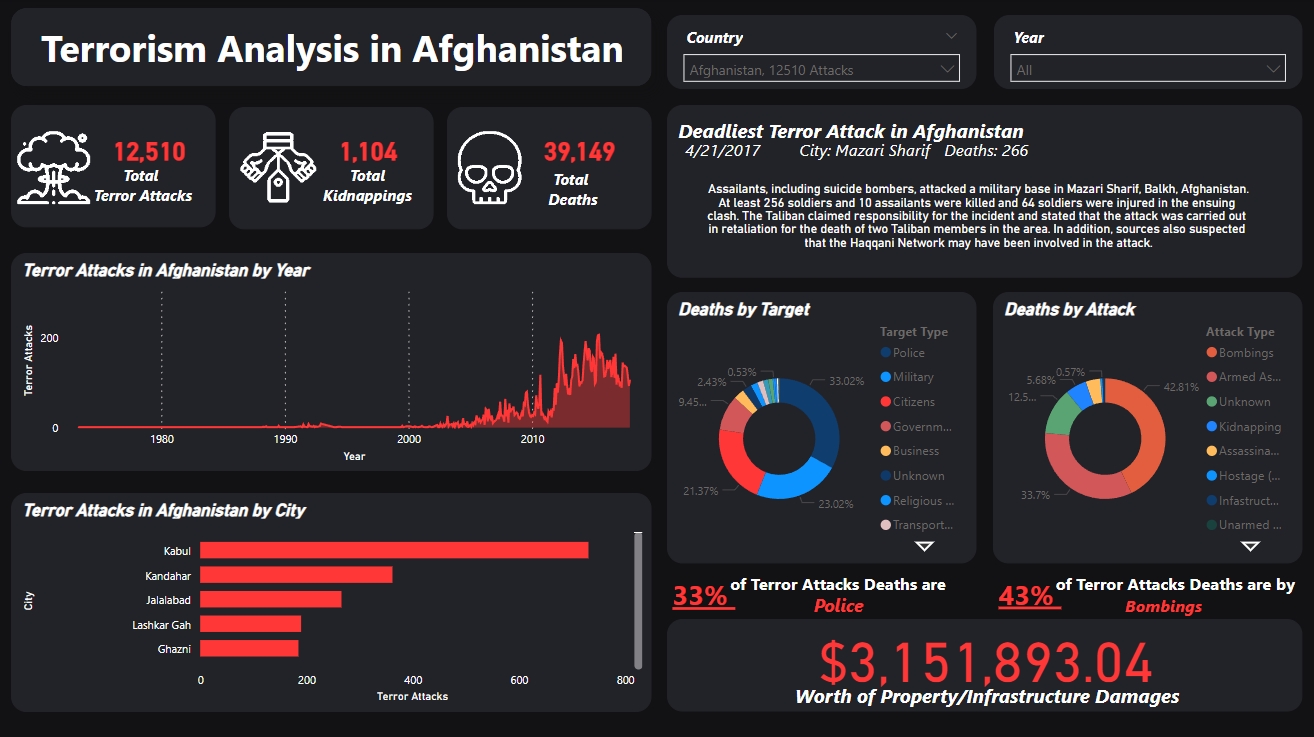 Terrorism Analysis in Afghanistan
Country
Afghanistan, 12510 Attacks
Year
All
12,510
Total
Terror Attacks
1,104
Total
Kidnappings
39,149
Total
Deaths
Deadliest Terror Attack in Afghanistan
4/21/2017 City: Mazari Sharif Deaths: 266
Assailants, including suicide bombers, attacked a military base in Mazari Sharif, Balkh, Afghanistan.
At least 256 soldiers and 10 assailants were killed and 64 soldiers were injured in the ensuing
clash. The Taliban claimed responsibility for the incident and stated that the attack was carried out
in retaliation for the death of two Taliban members in the area. In addition, sources also suspected
that the Haqqani Network may have been involved in the attack.
Terror Attacks in Afghanistan by Year
Terror Attacks
200
0
1980 1990 2000 2010
Year
Terror Attacks in Afghanistan by City
City
Kabul
Kandahar
Jalalabad
Lashkar Gah
Ghazni
0 200 400 600 800
Terror Attacks
Deaths by Target
33.02%
23.02%
21.37%
9.45...
2.43%
0.53%
Target Type
Police
Military
Citizens
Governm...
Business
Unknown
Religious ...
Transport...
Deaths by Attack
42.81%
33.7%
12.5...
5.68%
0.57%
Attack Type
Bombings
Armed As...
Unknown
Kidnapping
Assassina...
Hostage (...
Infastruct...
Unarmed ...
33% of Terror Attacks Deaths are
Police
43% of Terror Attacks Deaths are by
Bombings
$3,151,893.04
Worth of Property/Infrastructure Damages